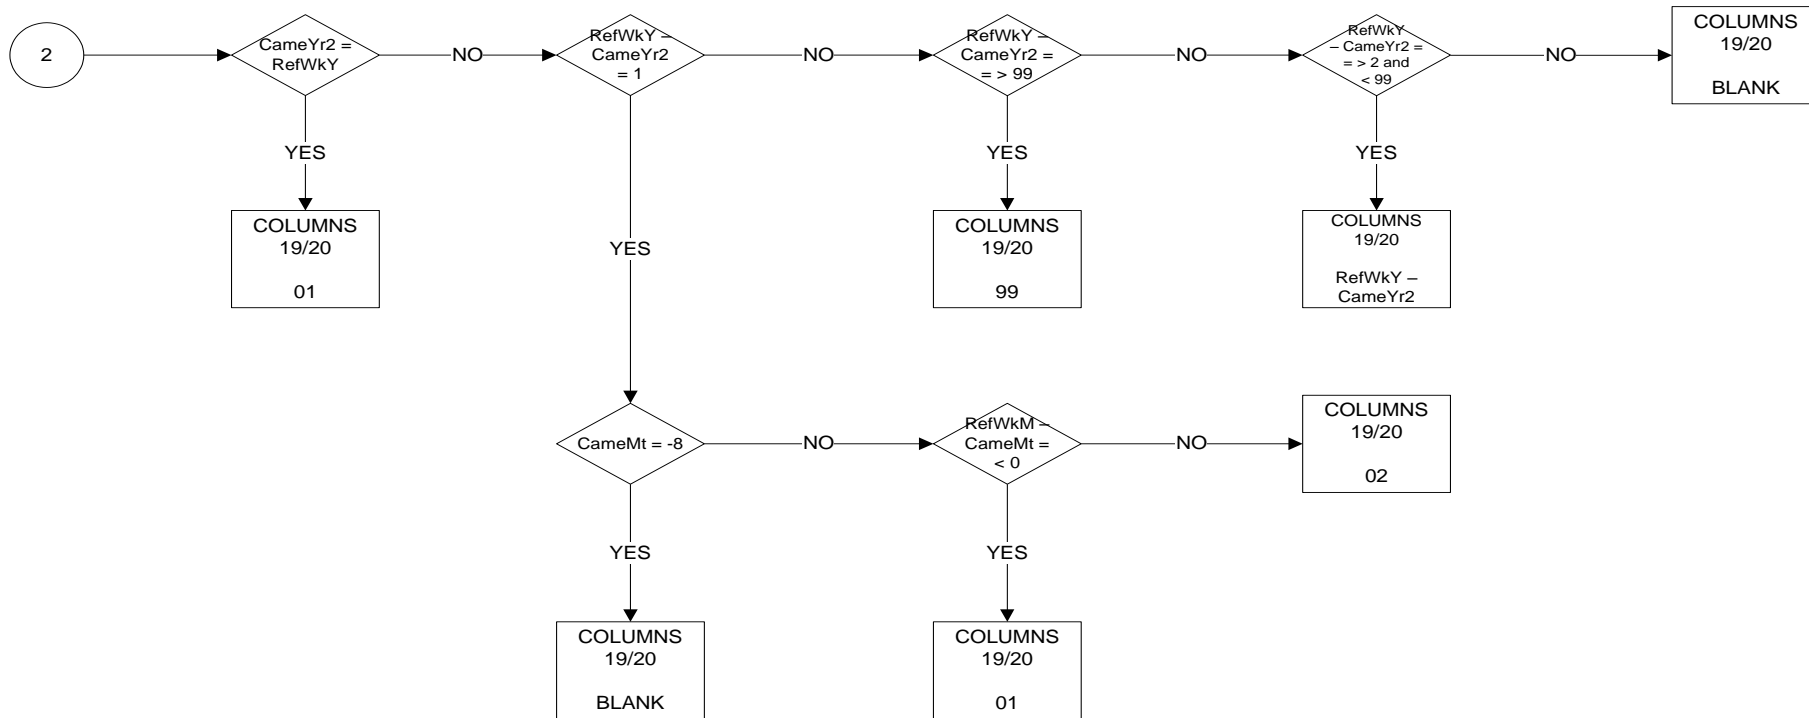 2
CameYr2 =
RefWkY
NO
RefWkY –
CameYr2
= 1
NO
RefWkY –
CameYr2 =
= > 99
NO
RefWkY
– CameYr2 =
= > 2 and
< 99
NO
COLUMNS
19/20
BLANK
YES
COLUMNS
19/20
01
YES
YES
COLUMNS
19/20
99
YES
COLUMNS
19/20
RefWkY –
CameYr2
CameMt = -8
NO
RefWkM –
CameMt =
< 0
NO
COLUMNS
19/20
02
YES
COLUMNS
19/20
BLANK
YES
COLUMNS
19/20
01